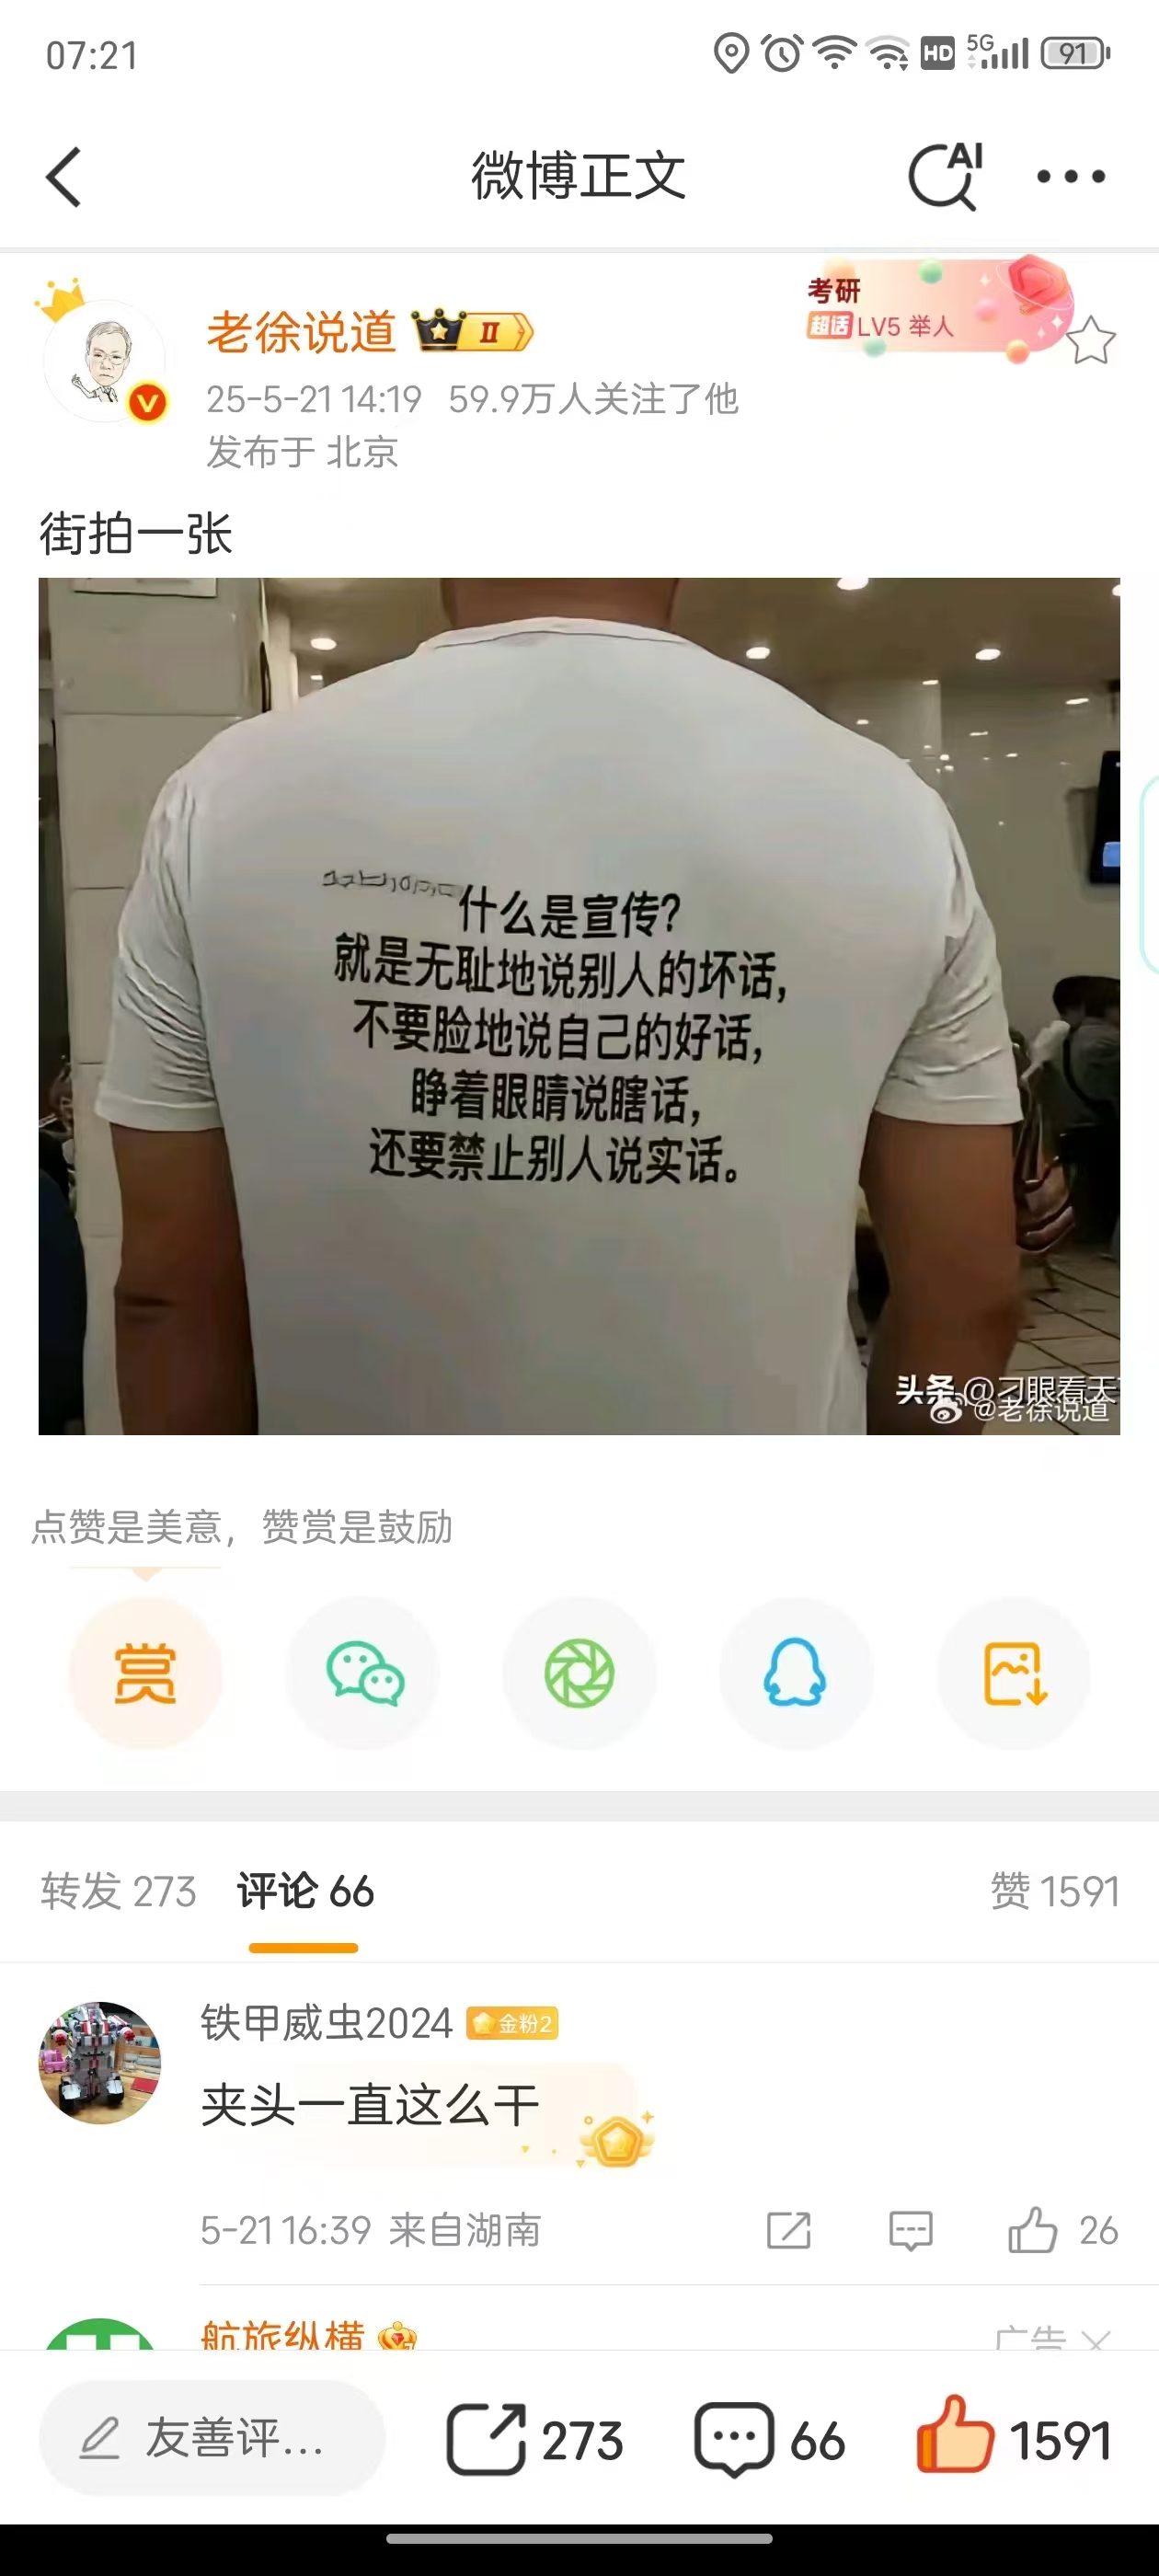 07:21
HD 5G 91
微博正文
AI
老徐说道 II
考研
超话 LV5 举人
25-5-21 14:19 59.9万人关注了他
发布于 北京
街拍一张
什么是宣传?
就是无耻地说别人的坏话,
不要脸地说自己的好话,
睁着眼睛说瞎话,
还要禁止别人说实话。
头条 @刁眼看天
@老徐说道
点赞是美意，赞赏是鼓励
赏
转发 273 评论 66 赞 1591
铁甲威虫2024 金粉2
夹头一直这么干
5-21 16:39 来自湖南 26
航旅纵横 广告
友善评... 273 66 1591